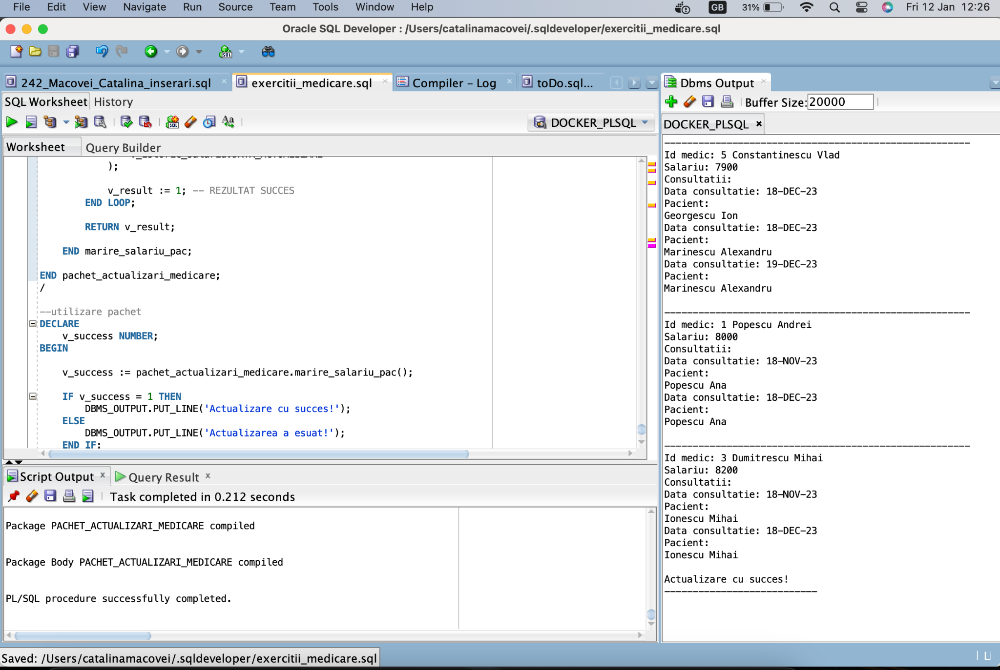 File Edit View Navigate Run Source Team Tools Window Help GB 31% Fri 12 Jan 12:26
Oracle SQL Developer : /Users/catalinamacovei/.sqldeveloper/exercitii_medicare.sql
242_Macovei_Catalina_inserari.sql exercitii_medicare.sql Compiler - Log toDo.sql...
SQL Worksheet History
DOCKER_PLSQL
Worksheet Query Builder
);
v_result := 1; -- REZULTAT SUCCES
END LOOP;
RETURN v_result;
END marire_salariu_pac;
END pachet_actualizari_medicare;
/
--utilizare pachet
DECLARE
v_success NUMBER;
BEGIN
v_success := pachet_actualizari_medicare.marire_salariu_pac();
IF v_success = 1 THEN
DBMS_OUTPUT.PUT_LINE('Actualizare cu succes!');
ELSE
DBMS_OUTPUT.PUT_LINE('Actualizarea a esuat!');
END IF;
Script Output Query Result
Task completed in 0.212 seconds
Package PACHET_ACTUALIZARI_MEDICARE compiled
Package Body PACHET_ACTUALIZARI_MEDICARE compiled
PL/SQL procedure successfully completed.
Saved: /Users/catalinamacovei/.sqldeveloper/exercitii_medicare.sql
Dbms Output
Buffer Size: 20000
DOCKER_PLSQL
------------------------------------------------------
Id medic: 5 Constantinescu Vlad
Salariu: 7900
Consultatii:
Data consultatie: 18-DEC-23
Pacient:
Georgescu Ion
Data consultatie: 18-DEC-23
Pacient:
Marinescu Alexandru
Data consultatie: 19-DEC-23
Pacient:
Marinescu Alexandru
------------------------------------------------------
Id medic: 1 Popescu Andrei
Salariu: 8000
Consultatii:
Data consultatie: 18-NOV-23
Pacient:
Popescu Ana
Data consultatie: 18-DEC-23
Pacient:
Popescu Ana
------------------------------------------------------
Id medic: 3 Dumitrescu Mihai
Salariu: 8200
Consultatii:
Data consultatie: 18-NOV-23
Pacient:
Ionescu Mihai
Data consultatie: 18-DEC-23
Pacient:
Ionescu Mihai
Actualizare cu succes!
---------------------------